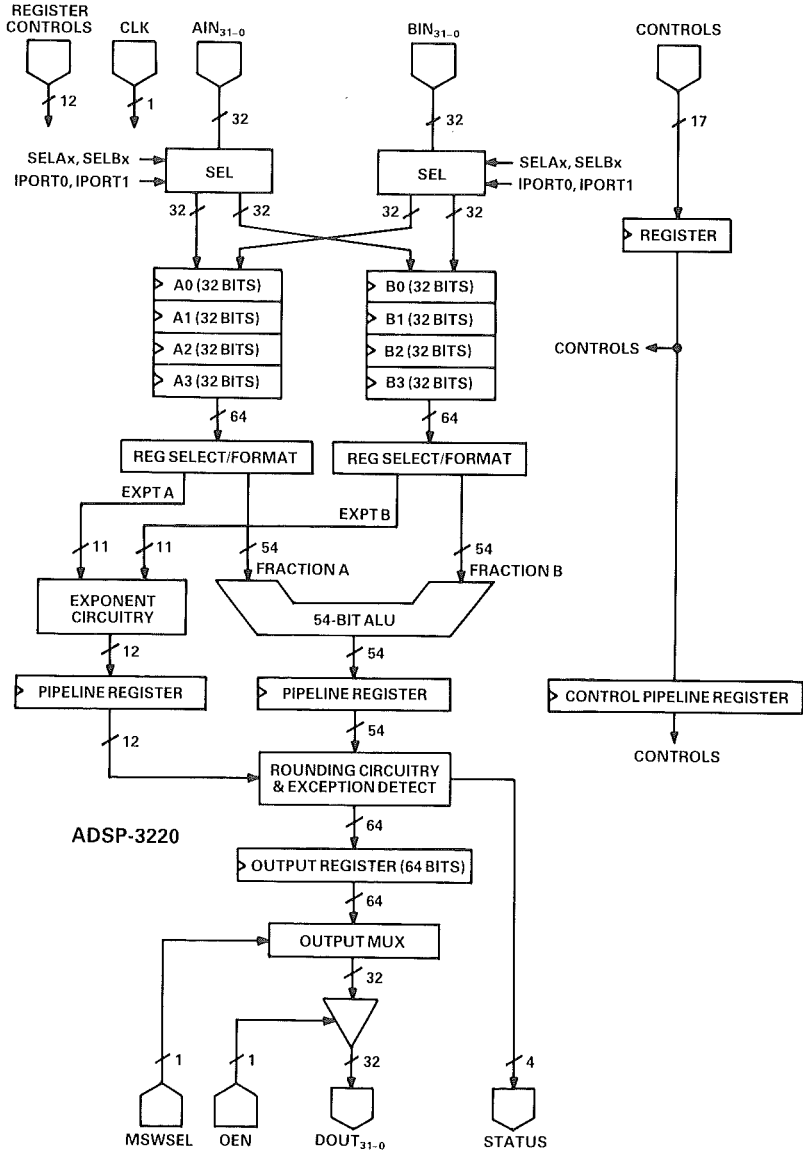 REGISTER
CONTROLS
CLK
AIN31–0
BIN31–0
CONTROLS
12
1
32
32
17
SELAx, SELBx
IPORT0, IPORT1
SEL
SEL
SELAx, SELBx
IPORT0, IPORT1
32
32
32
32
REGISTER
A0 (32 BITS)
A1 (32 BITS)
A2 (32 BITS)
A3 (32 BITS)
B0 (32 BITS)
B1 (32 BITS)
B2 (32 BITS)
B3 (32 BITS)
CONTROLS
64
64
REG SELECT/FORMAT
REG SELECT/FORMAT
EXPT A
EXPT B
11
11
54
54
FRACTION A
FRACTION B
EXPONENT
CIRCUITRY
54-BIT ALU
12
54
PIPELINE REGISTER
PIPELINE REGISTER
CONTROL PIPELINE REGISTER
12
54
CONTROLS
ROUNDING CIRCUITRY
& EXCEPTION DETECT
64
ADSP-3220
OUTPUT REGISTER (64 BITS)
64
OUTPUT MUX
32
1
1
32
4
MSWSEL
OEN
DOUT31–0
STATUS